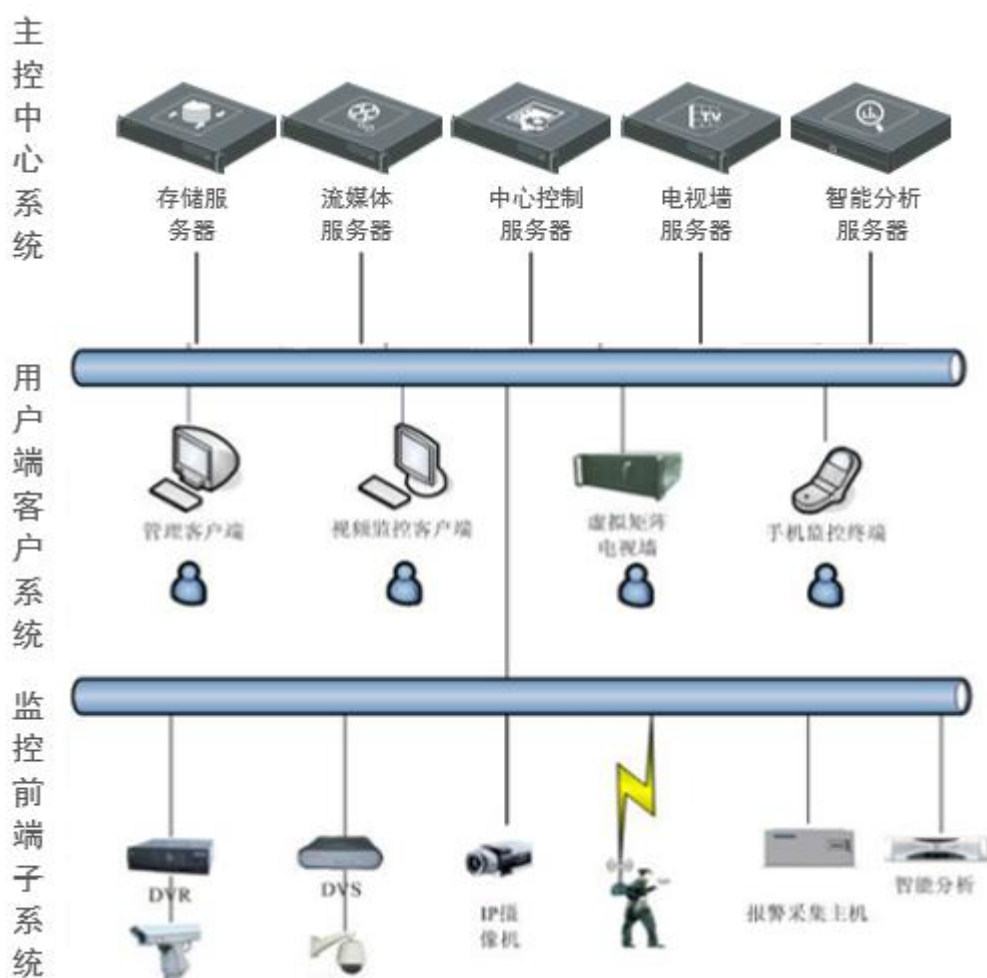 主控中心系统
存储服
务器
流媒体
服务器
中心控制
服务器
TV
电视墙
服务器
智能分析
服务器
用户端客户系统
管理客户端
视频监控客户端
虚拟矩阵
电视墙
手机监控终端
监控前端子系统
DVR
DVS
IP摄
像机
报警采集主机
智能分析